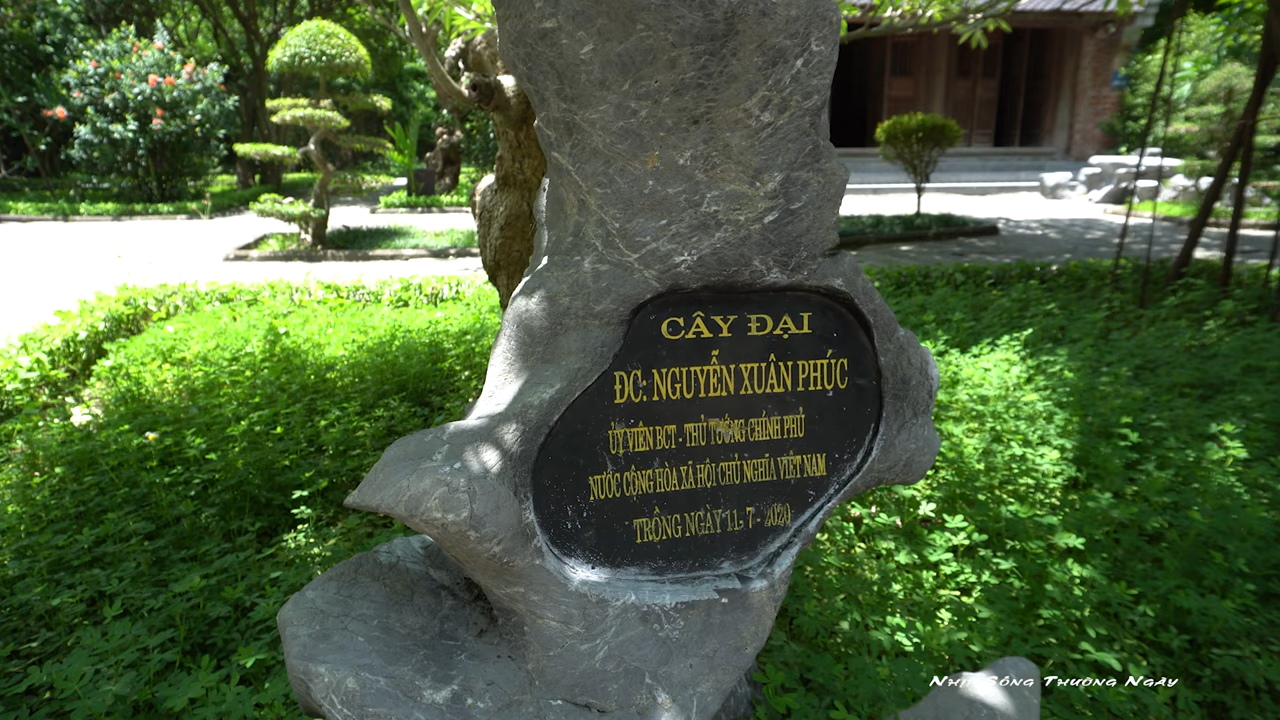 CÂY ĐẠI
ĐC: NGUYỄN XUÂN PHÚC
ỦY VIÊN BCT - THỦ TƯỚNG CHÍNH PHỦ
NƯỚC CỘNG HÒA XÃ HỘI CHỦ NGHĨA VIỆT NAM
TRỒNG NGÀY 11 - 7 - 2020
NHỊP SỐNG THƯỜNG NGÀY